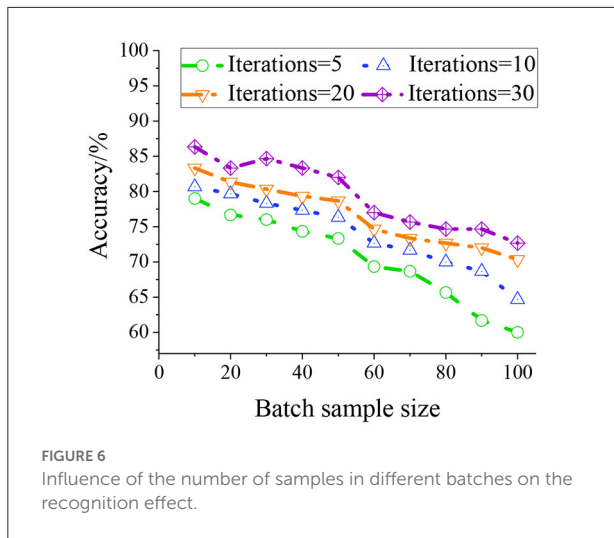 100
95
90
85
80
75
70
65
60
Accuracy/%
Iterations=5 Iterations=10
Iterations=20 Iterations=30
0 20 40 60 80 100
Batch sample size
FIGURE 6
Influence of the number of samples in different batches on the
recognition effect.